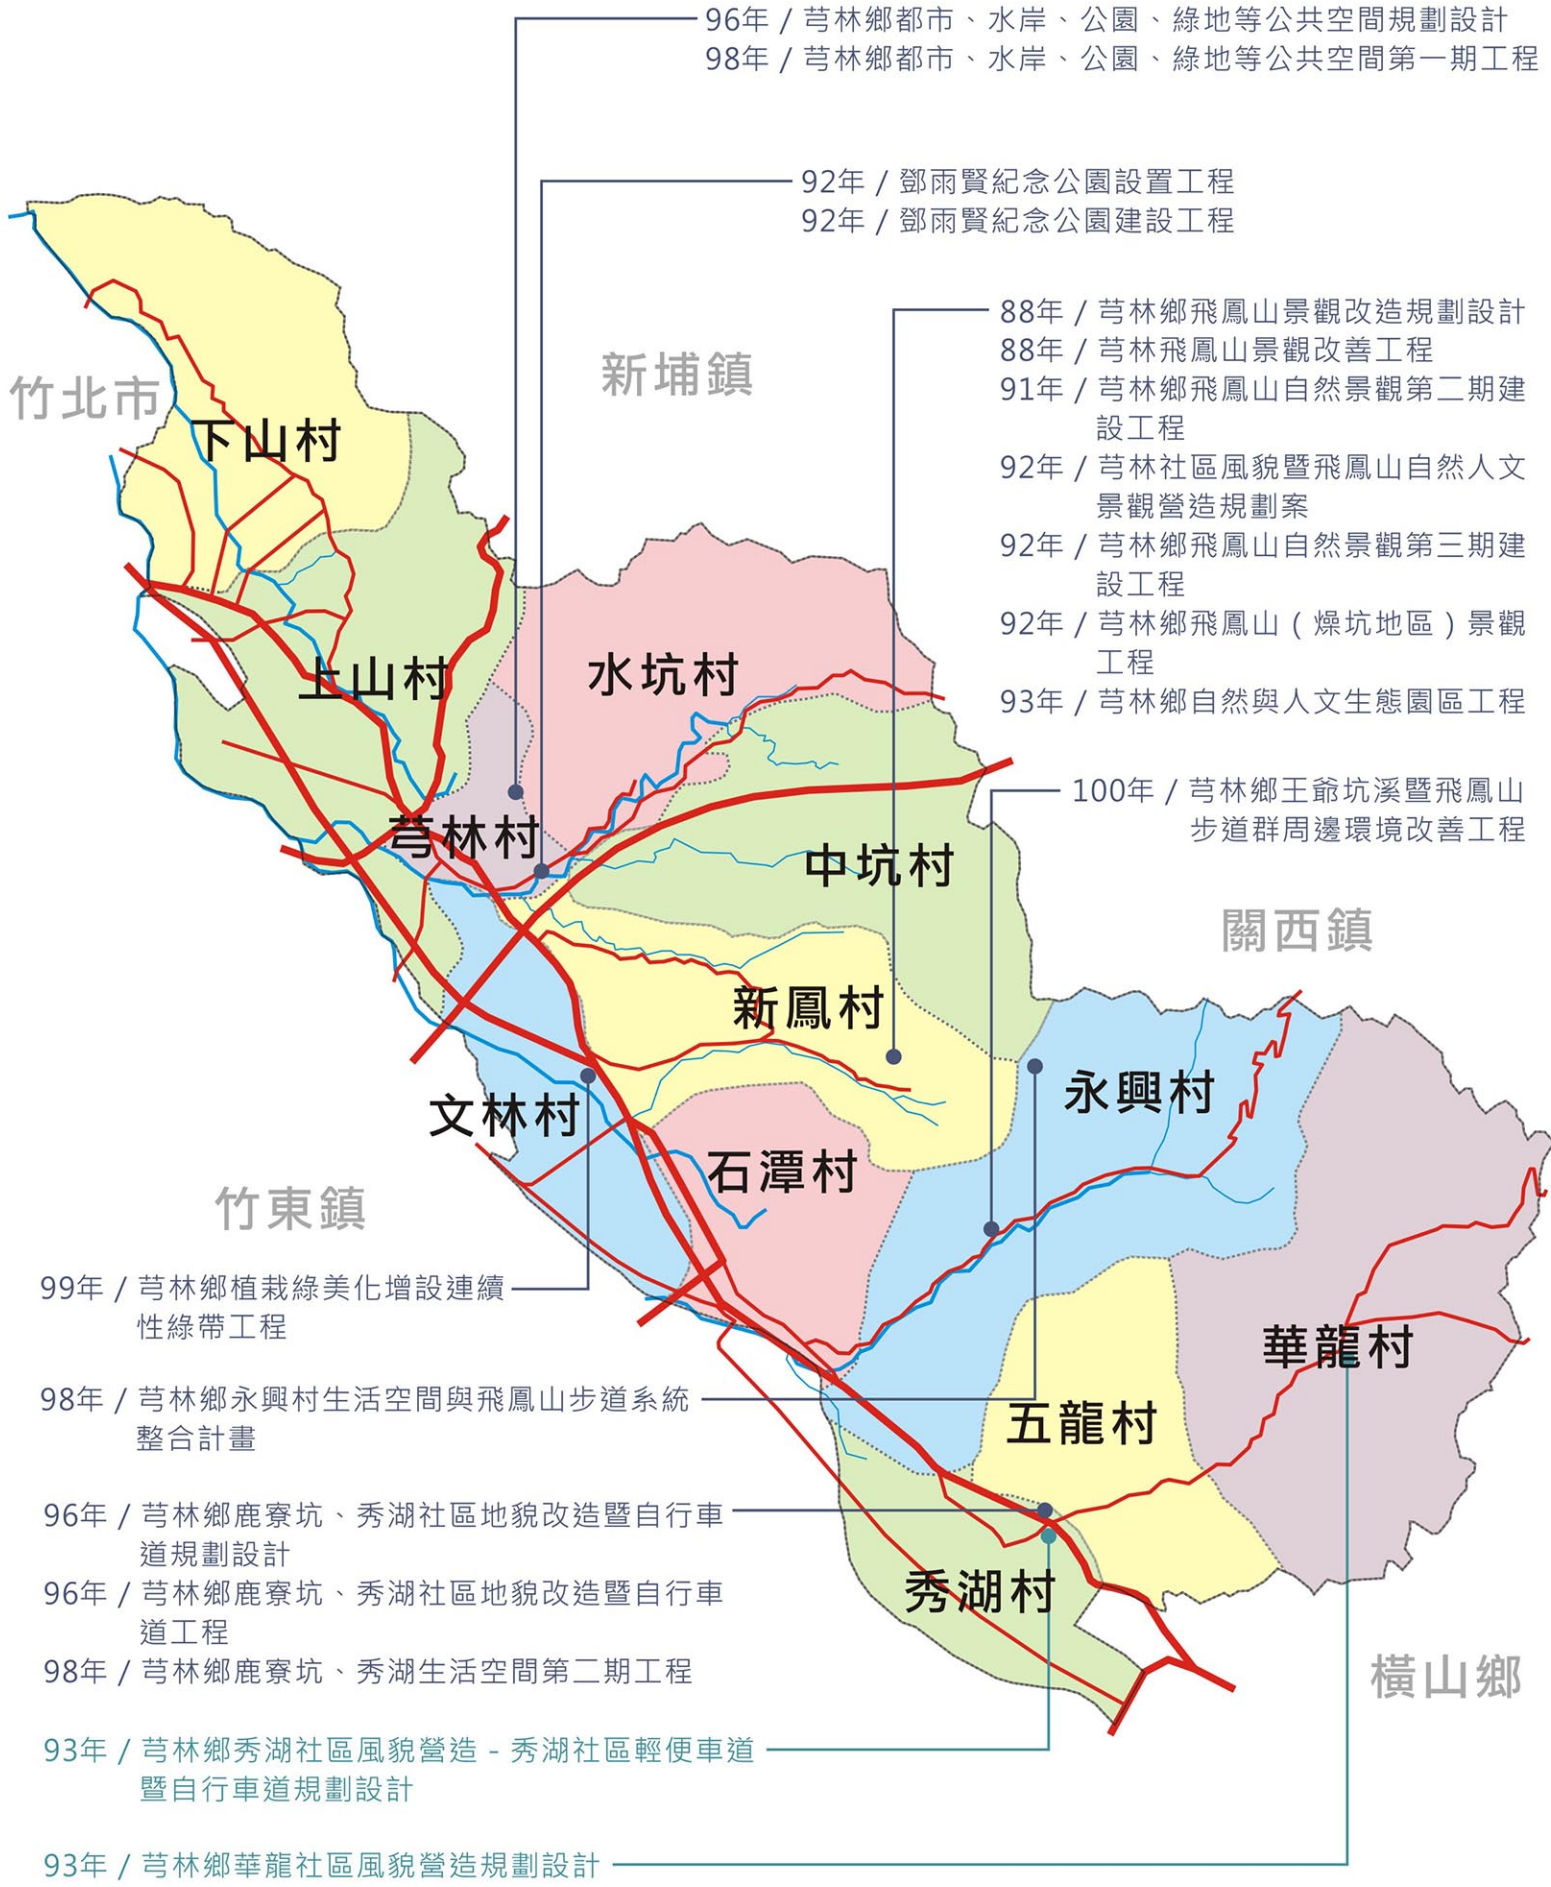 96年 / 芎林鄉都市、水岸、公園、綠地等公共空間規劃設計
98年 / 芎林鄉都市、水岸、公園、綠地等公共空間第一期工程
92年 / 鄧雨賢紀念公園設置工程
92年 / 鄧雨賢紀念公園建設工程
88年 / 芎林鄉飛鳳山景觀改造規劃設計
88年 / 芎林飛鳳山景觀改善工程
91年 / 芎林鄉飛鳳山自然景觀第二期建
設工程
92年 / 芎林社區風貌暨飛鳳山自然人文
景觀營造規劃案
92年 / 芎林鄉飛鳳山自然景觀第三期建
設工程
92年 / 芎林鄉飛鳳山(燥坑地區)景觀
工程
93年 / 芎林鄉自然與人文生態園區工程
100年 / 芎林鄉王爺坑溪暨飛鳳山
步道群周邊環境改善工程
新埔鎮
竹北市
下山村
上山村
水坑村
芎林村
中坑村
關西鎮
新鳳村
永興村
文林村
石潭村
竹東鎮
華龍村
五龍村
秀湖村
橫山鄉
99年 / 芎林鄉植栽綠美化增設連續
性綠帶工程
98年 / 芎林鄉永興村生活空間與飛鳳山步道系統
整合計畫
96年 / 芎林鄉鹿寮坑、秀湖社區地貌改造暨自行車
道規劃設計
96年 / 芎林鄉鹿寮坑、秀湖社區地貌改造暨自行車
道工程
98年 / 芎林鄉鹿寮坑、秀湖生活空間第二期工程
93年 / 芎林鄉秀湖社區風貌營造 - 秀湖社區輕便車道
暨自行車道規劃設計
93年 / 芎林鄉華龍社區風貌營造規劃設計